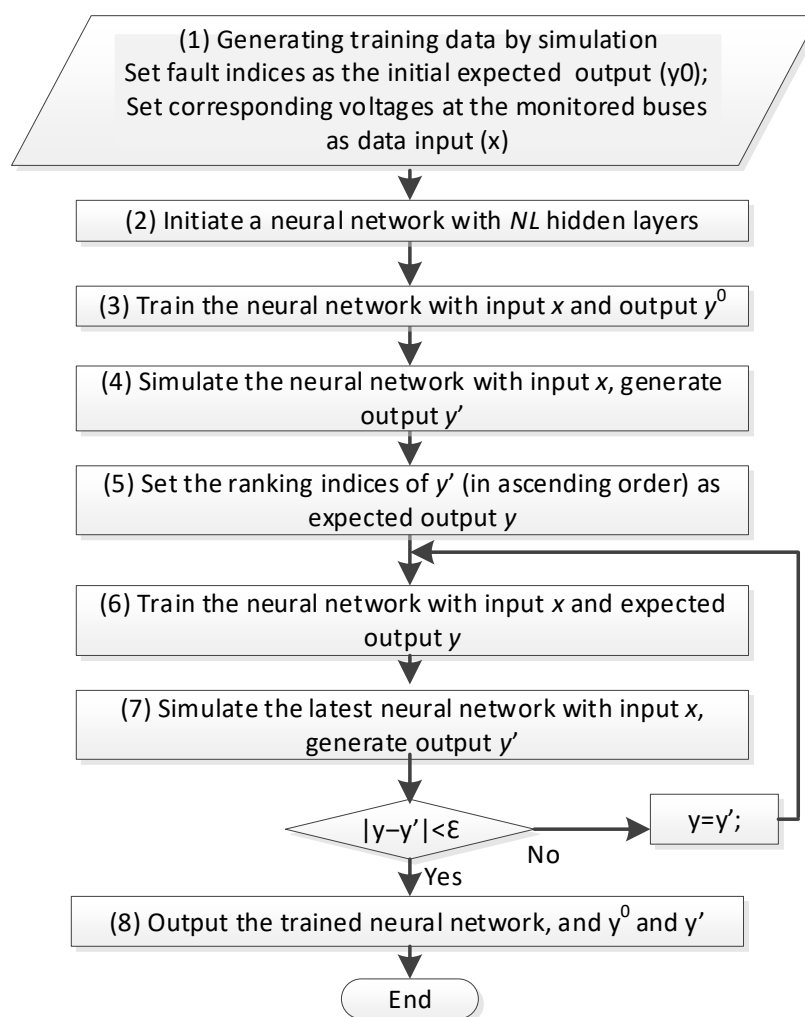 (1) Generating training data by simulation
Set fault indices as the initial expected output (y0);
Set corresponding voltages at the monitored buses
as data input (x)
(2) Initiate a neural network with NL hidden layers
(3) Train the neural network with input x and output y⁰
(4) Simulate the neural network with input x, generate
output y’
(5) Set the ranking indices of y’ (in ascending order) as
expected output y
(6) Train the neural network with input x and expected
output y
(7) Simulate the latest neural network with input x,
generate output y’
|y–y’|<Ɛ
No
y=y’;
Yes
(8) Output the trained neural network, and y⁰ and y’
End